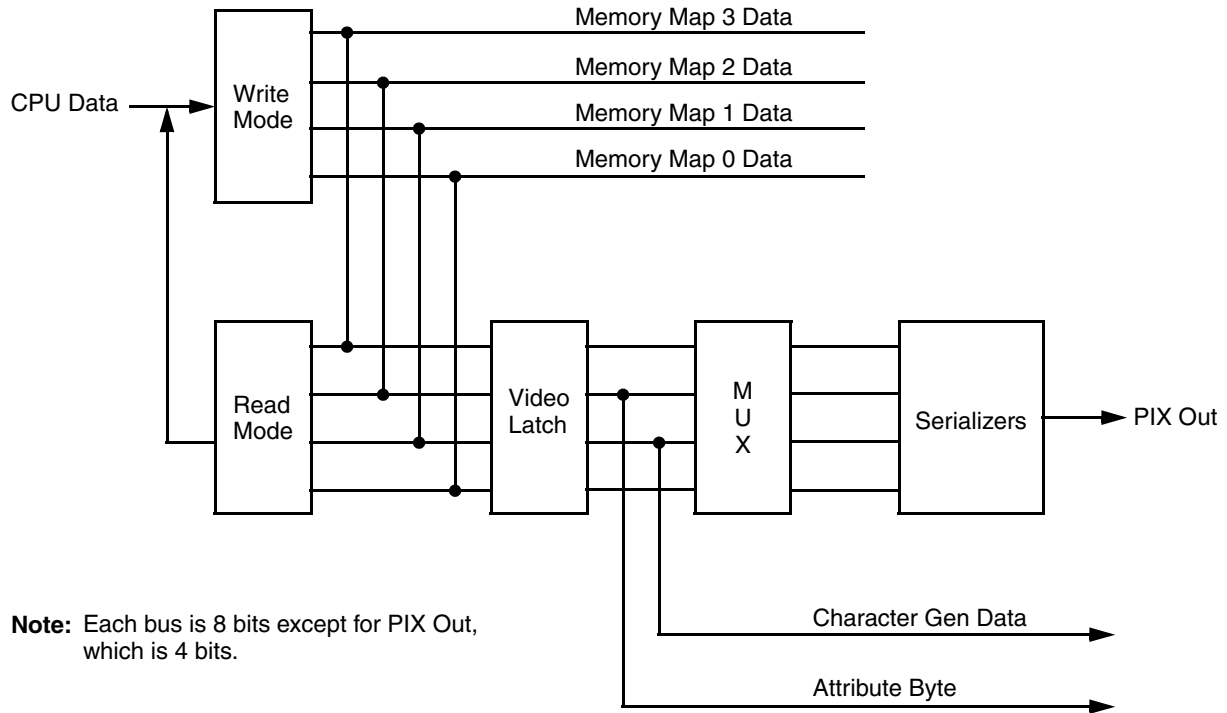 Memory Map 3 Data
Memory Map 2 Data
CPU Data
Write
Mode
Memory Map 1 Data
Memory Map 0 Data
Read
Mode
Video
Latch
M
U
X
Serializers
PIX Out
Note: Each bus is 8 bits except for PIX Out,
which is 4 bits.
Character Gen Data
Attribute Byte